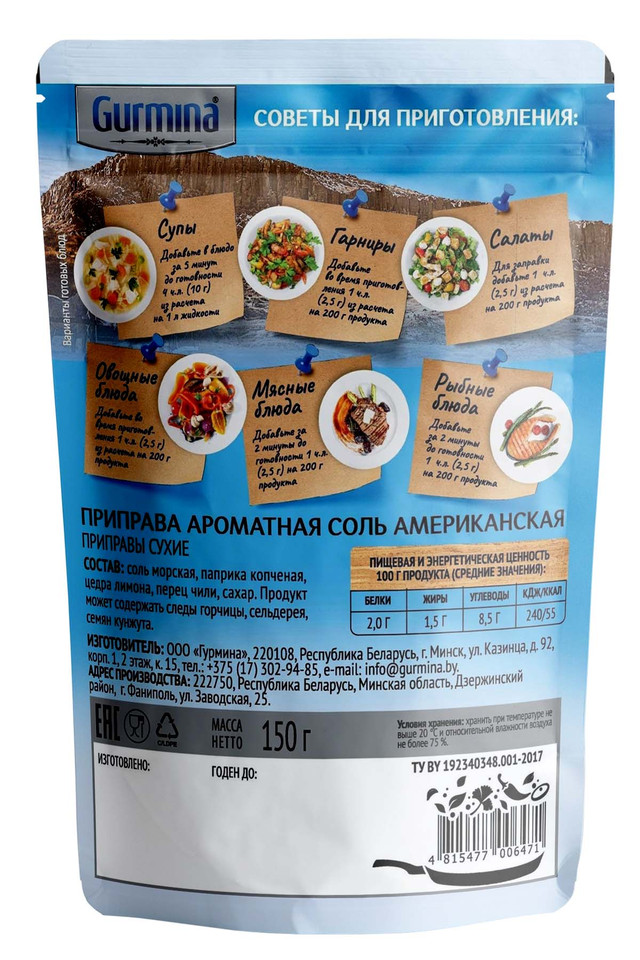 Gurmina®
СОВЕТЫ ДЛЯ ПРИГОТОВЛЕНИЯ:
Варианты готовых блюд
Супы
Добавьте в блюдо
за 5 минут
до готовности
4 ч.л. (10 г)
из расчета
на 1 л жидкости
Гарниры
Добавьте
во время приготов-
ления 1 ч.л.
(2,5 г) из расчета
на 200 г продукта
Салаты
Для заправки
добавьте 1 ч.л.
(2,5 г)
из расчета
на 200 г продукта
Овощные
блюда
Добавьте во
время приготов-
ления 1 ч.л. (2,5 г)
из расчета на 200 г
продукта
Мясные
блюда
Добавьте за
2 минуты до
готовности 1 ч.л.
(2,5 г) на 200 г
продукта
Рыбные
блюда
Добавьте
за 2 минуты
до готовности
1 ч.л. (2,5 г)
на 200 г продукта
ПРИПРАВА АРОМАТНАЯ СОЛЬ АМЕРИКАНСКАЯ
ПРИПРАВЫ СУХИЕ
СОСТАВ: соль морская, паприка копченая,
цедра лимона, перец чили, сахар. Продукт
может содержать следы горчицы, сельдерея,
семян кунжута.
ПИЩЕВАЯ И ЭНЕРГЕТИЧЕСКАЯ ЦЕННОСТЬ
100 Г ПРОДУКТА (СРЕДНИЕ ЗНАЧЕНИЯ):
БЕЛКИ ЖИРЫ УГЛЕВОДЫ КДЖ/ККАЛ
2,0 Г 1,5 Г 8,5 Г 240/55
ИЗГОТОВИТЕЛЬ: ООО «Гурмина», 220108, Республика Беларусь, г. Минск, ул. Казинца, д. 92,
корп. 1, 2 этаж, к. 15, тел.: +375 (17) 302-94-85, e-mail: info@gurmina.by.
АДРЕС ПРОИЗВОДСТВА: 222750, Республика Беларусь, Минская область, Дзержинский
район, г. Фаниполь, ул. Заводская, 25.
EAC
C/LDPE
МАССА
НЕТТО
150 г
Условия хранения: хранить при температуре не
выше 20 °С и относительной влажности воздуха
не более 75 %.
ИЗГОТОВЛЕНО:
ГОДЕН ДО:
ТУ BY 192340348.001-2017
4 815477 006471